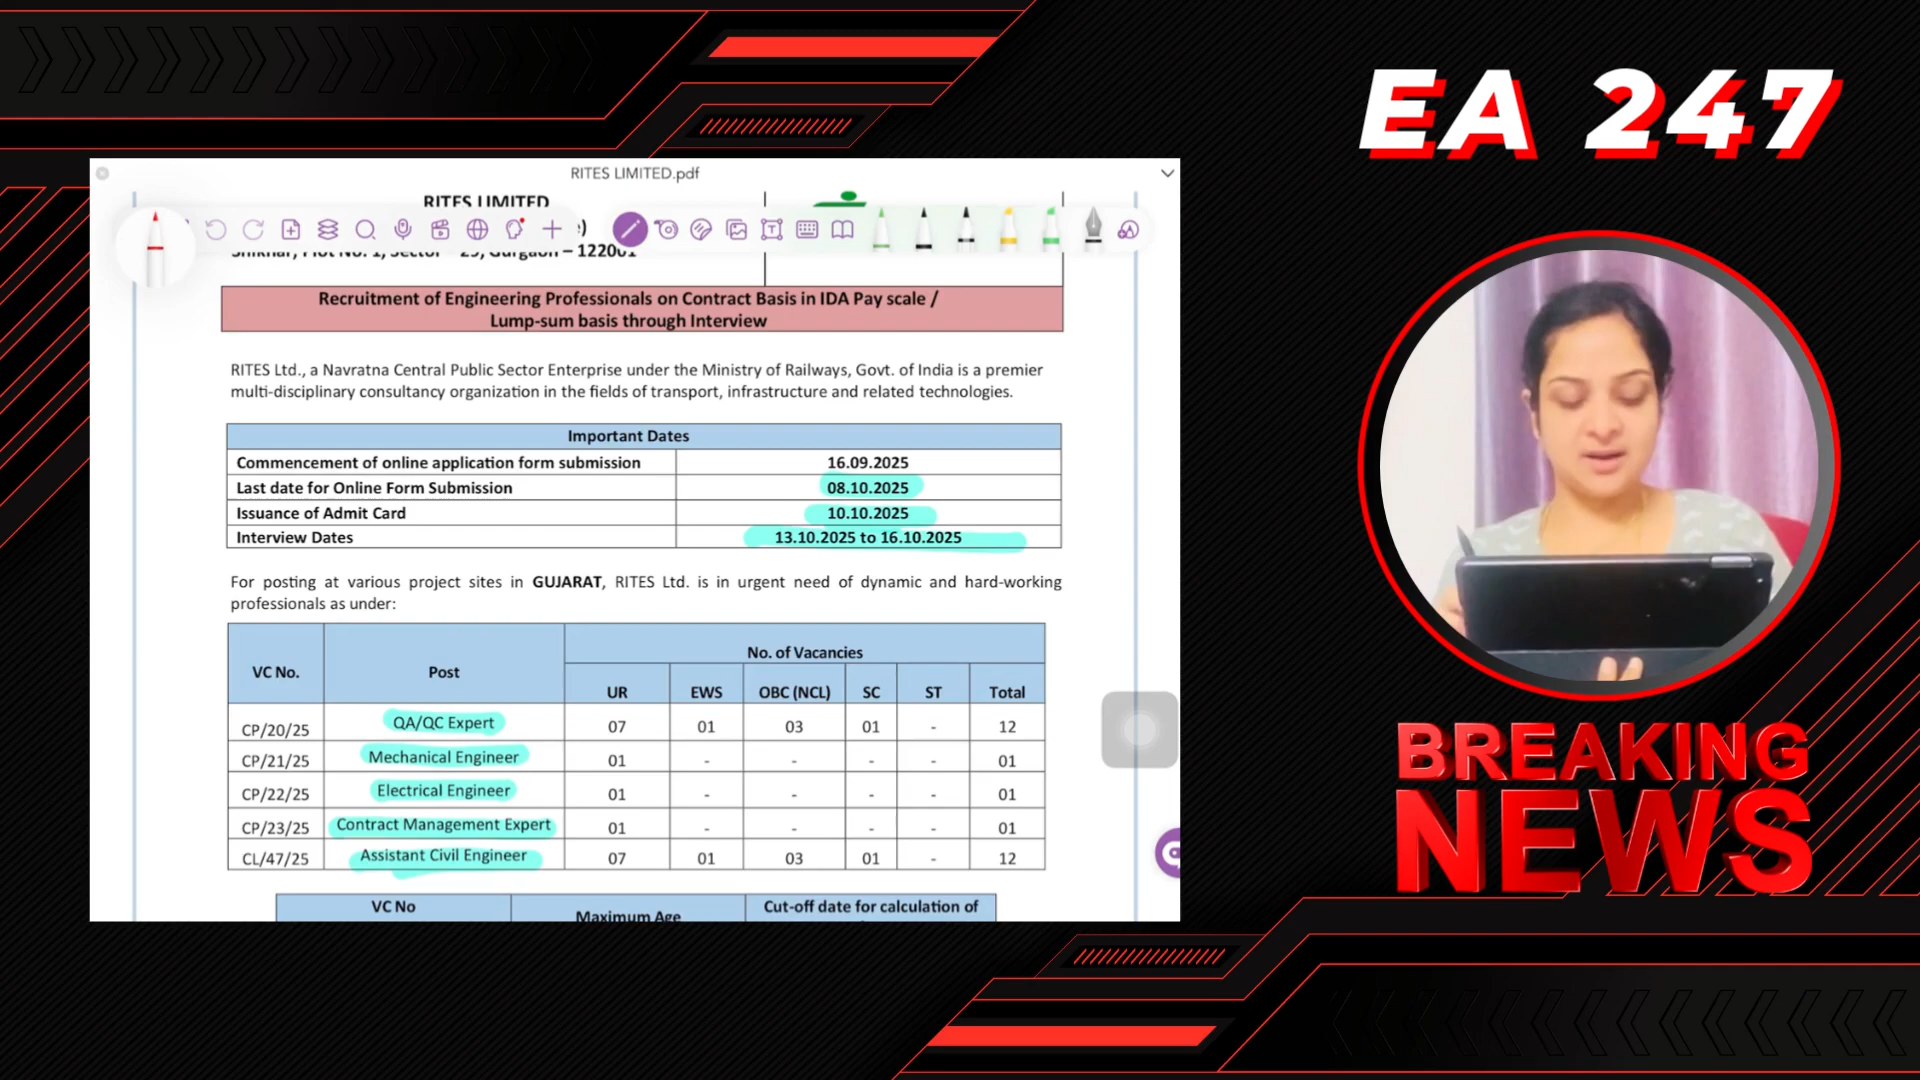 EA 247
RITES LIMITED.pdf
RITES LIMITED
Shikhar, Plot No. 1, Sector – 29, Gurgaon – 122001
Recruitment of Engineering Professionals on Contract Basis in IDA Pay scale /
Lump-sum basis through Interview
RITES Ltd., a Navratna Central Public Sector Enterprise under the Ministry of Railways, Govt. of India is a premier
multi-disciplinary consultancy organization in the fields of transport, infrastructure and related technologies.
Important Dates
Commencement of online application form submission 16.09.2025
Last date for Online Form Submission 08.10.2025
Issuance of Admit Card 10.10.2025
Interview Dates 13.10.2025 to 16.10.2025
For posting at various project sites in GUJARAT, RITES Ltd. is in urgent need of dynamic and hard-working
professionals as under:
VC No. Post No. of Vacancies
UR EWS OBC (NCL) SC ST Total
CP/20/25 QA/QC Expert 07 01 03 01 - 12
CP/21/25 Mechanical Engineer 01 - - - - 01
CP/22/25 Electrical Engineer 01 - - - - 01
CP/23/25 Contract Management Expert 01 - - - - 01
CL/47/25 Assistant Civil Engineer 07 01 03 01 - 12
VC No Maximum Age Cut-off date for calculation of
BREAKING
NEWS